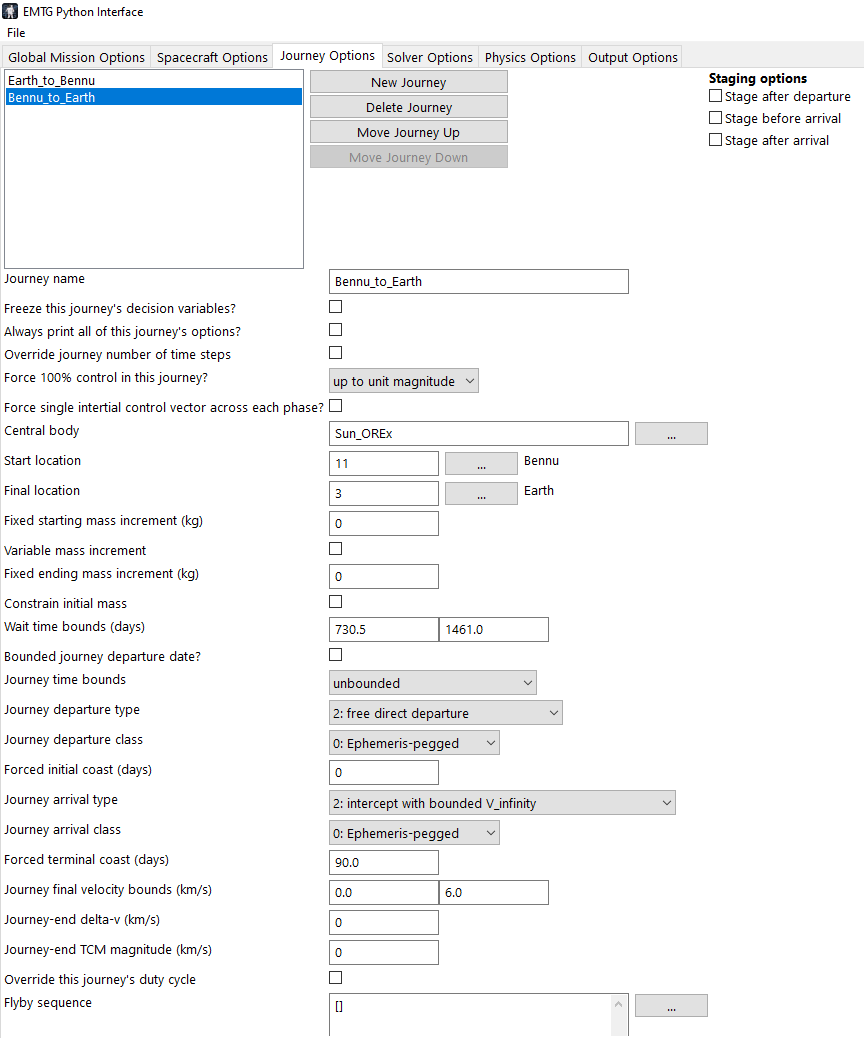 EMTG Python Interface
File
Global Mission Options Spacecraft Options Journey Options Solver Options Physics Options Output Options
Earth_to_Bennu
Bennu_to_Earth
New Journey
Delete Journey
Move Journey Up
Move Journey Down
Staging options
Stage after departure
Stage before arrival
Stage after arrival
Journey name Bennu_to_Earth
Freeze this journey's decision variables?
Always print all of this journey's options?
Override journey number of time steps
Force 100% control in this journey? up to unit magnitude
Force single intertial control vector across each phase?
Central body Sun_OREx ...
Start location 11 ... Bennu
Final location 3 ... Earth
Fixed starting mass increment (kg) 0
Variable mass increment
Fixed ending mass increment (kg) 0
Constrain initial mass
Wait time bounds (days) 730.5 1461.0
Bounded journey departure date?
Journey time bounds unbounded
Journey departure type 2: free direct departure
Journey departure class 0: Ephemeris-pegged
Forced initial coast (days) 0
Journey arrival type 2: intercept with bounded V_infinity
Journey arrival class 0: Ephemeris-pegged
Forced terminal coast (days) 90.0
Journey final velocity bounds (km/s) 0.0 6.0
Journey-end delta-v (km/s) 0
Journey-end TCM magnitude (km/s) 0
Override this journey's duty cycle
Flyby sequence [] ...